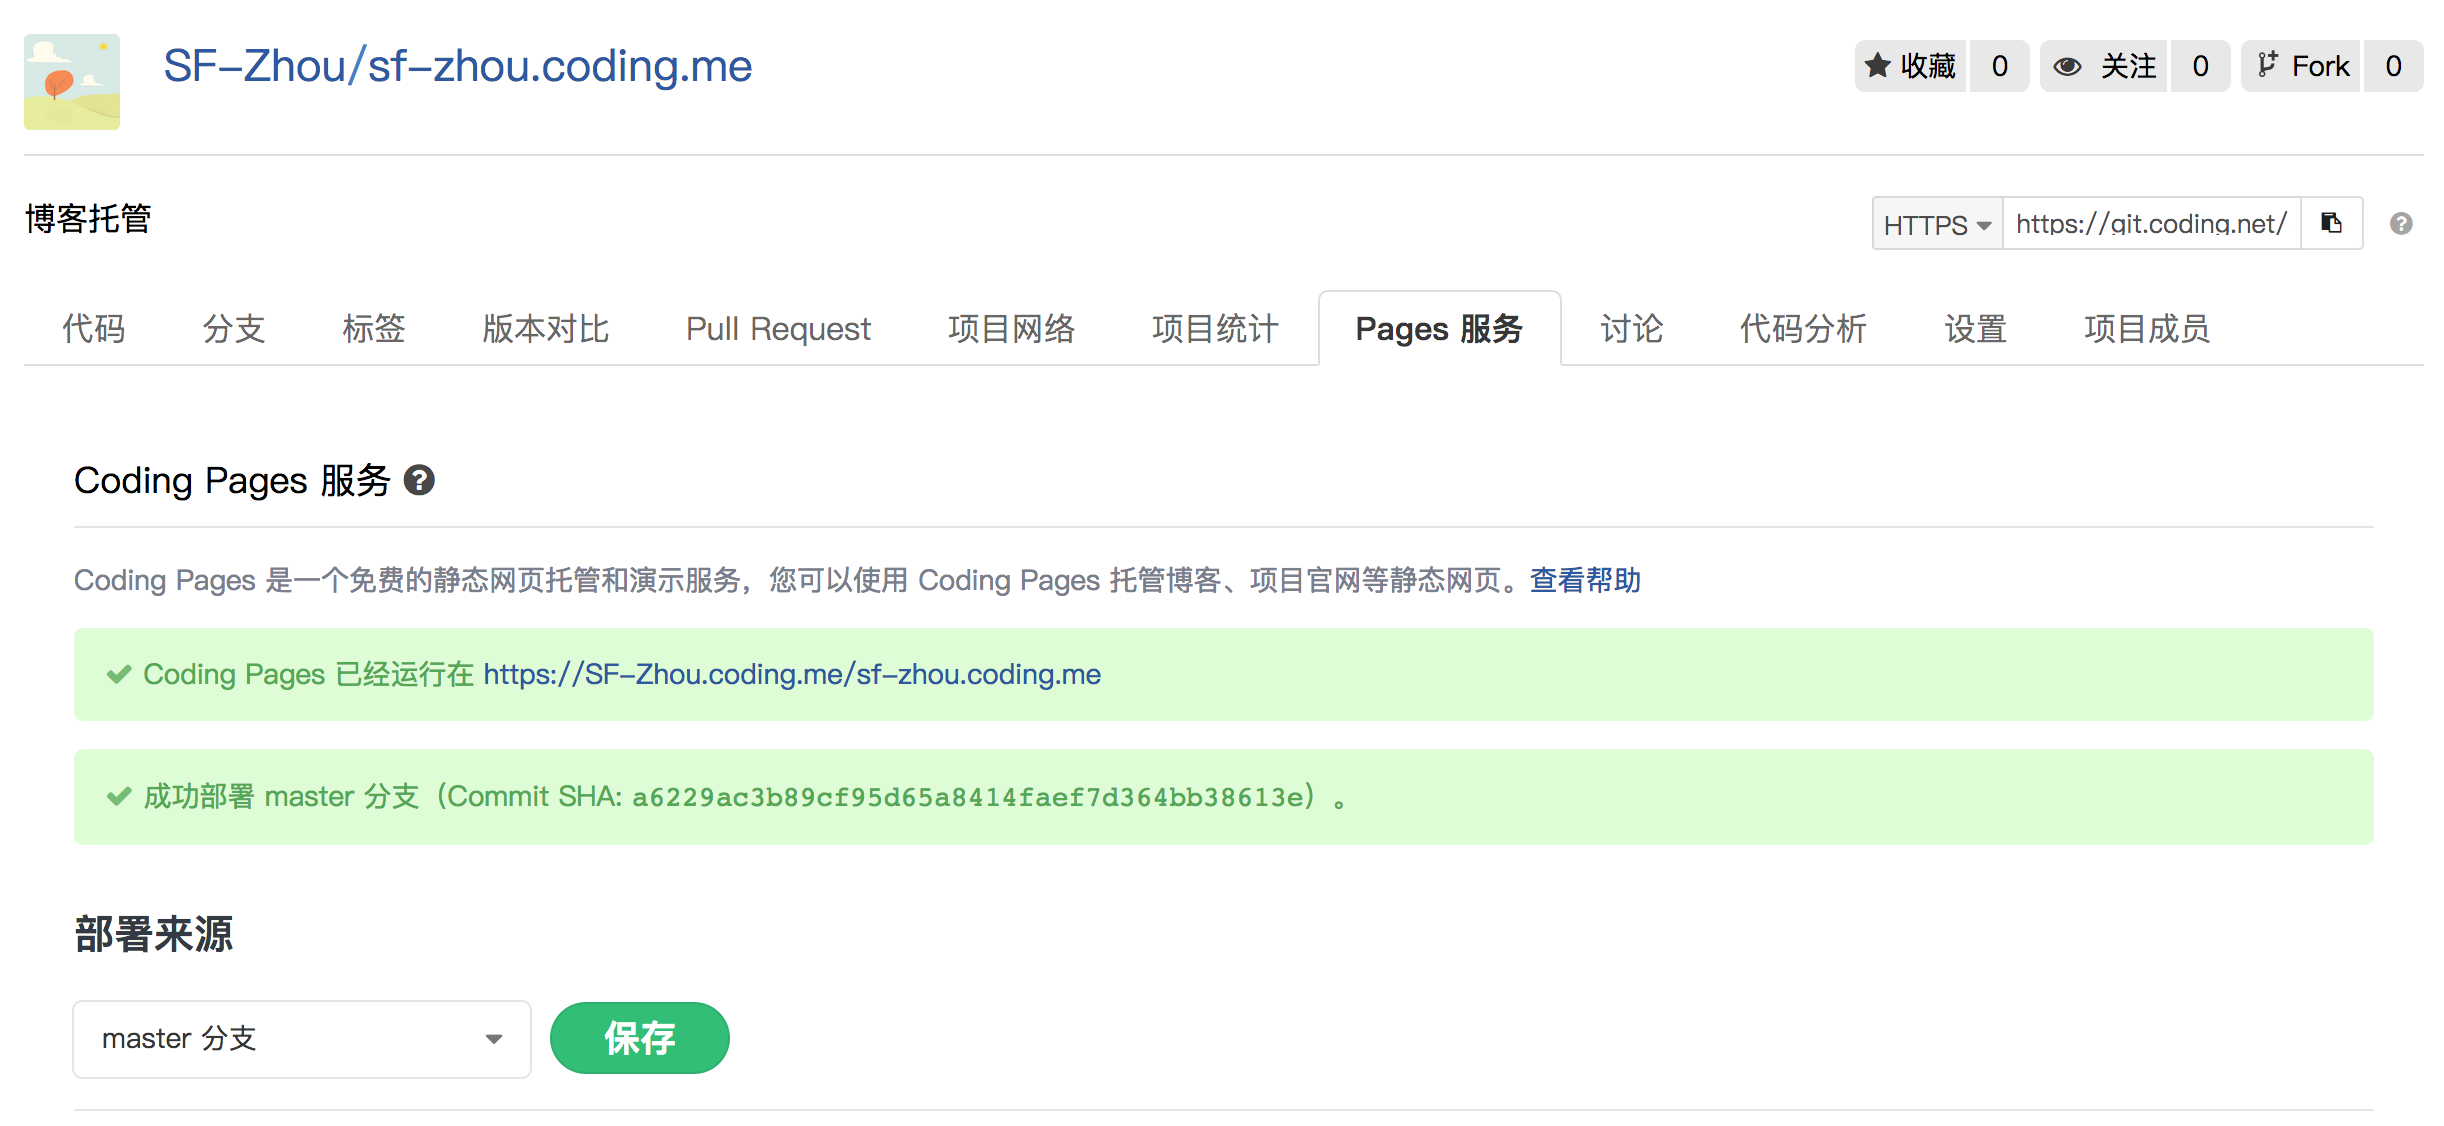 SF-Zhou/sf-zhou.coding.me
收藏 0 关注 0 Fork 0
博客托管
HTTPS https://git.coding.net/
代码 分支 标签 版本对比 Pull Request 项目网络 项目统计 Pages 服务 讨论 代码分析 设置 项目成员
Coding Pages 服务
Coding Pages 是一个免费的静态网页托管和演示服务，您可以使用 Coding Pages 托管博客、项目官网等静态网页。查看帮助
Coding Pages 已经运行在 https://SF-Zhou.coding.me/sf-zhou.coding.me
成功部署 master 分支（Commit SHA: a6229ac3b89cf95d65a8414faef7d364bb38613e）。
部署来源
master 分支 保存